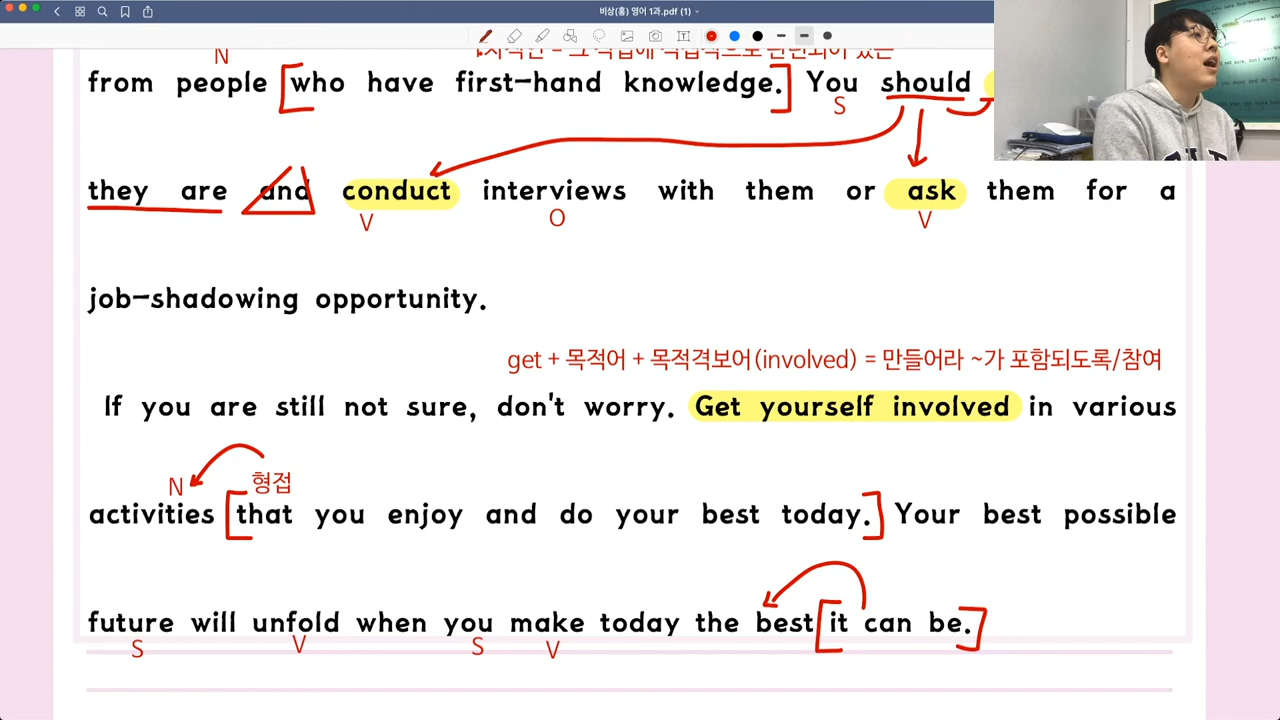 비상(홍) 영어 1과.pdf (1)
N
from people [who have first-hand knowledge.] You should
S
they are and conduct interviews with them or ask them for a
V O V
job-shadowing opportunity.
get + 목적어 + 목적격보어(involved) = 만들어라 ~가 포함되도록/참여
If you are still not sure, don't worry. Get yourself involved in various
N 형접
activities [that you enjoy and do your best today.] Your best possible
future will unfold when you make today the best [it can be.]
S V S V